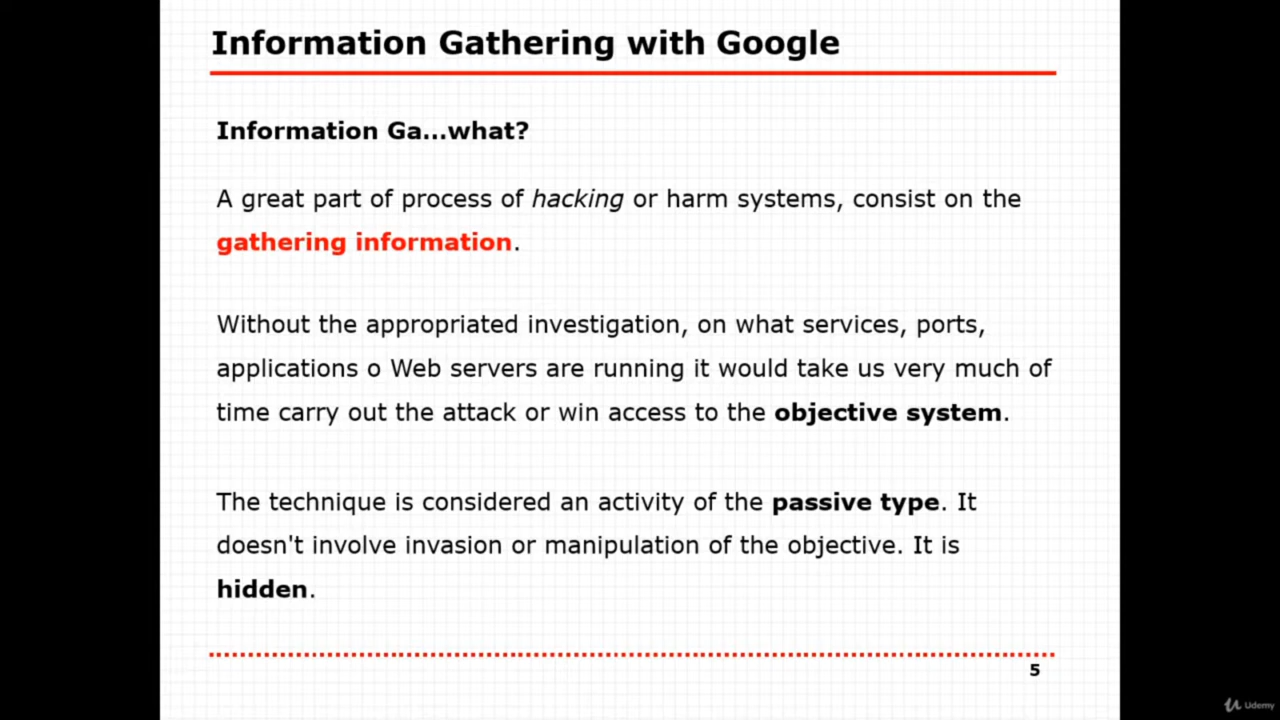 Information Gathering with Google
Information Ga...what?
A great part of process of hacking or harm systems, consist on the
gathering information.
Without the appropriated investigation, on what services, ports,
applications o Web servers are running it would take us very much of
time carry out the attack or win access to the objective system.
The technique is considered an activity of the passive type. It
doesn't involve invasion or manipulation of the objective. It is
hidden.
5
Udemy